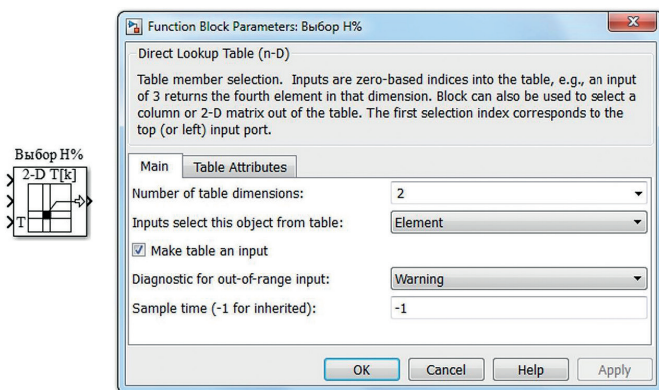 Function Block Parameters: Выбор H%
Direct Lookup Table (n-D)
Table member selection. Inputs are zero-based indices into the table, e.g., an input
of 3 returns the fourth element in that dimension. Block can also be used to select a
column or 2-D matrix out of the table. The first selection index corresponds to the
top (or left) input port.
Main Table Attributes
Number of table dimensions: 2
Inputs select this object from table: Element
Make table an input
Diagnostic for out-of-range input: Warning
Sample time (-1 for inherited): -1
OK Cancel Help Apply
Выбор H%
2-D T[k]
T